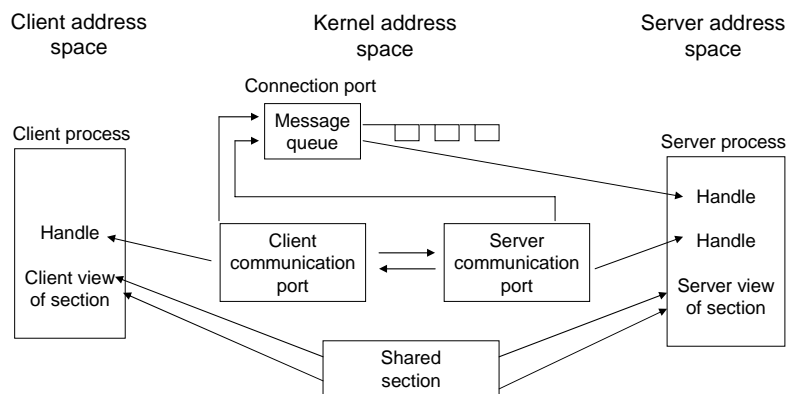 Client address
space
Kernel address
space
Server address
space
Connection port
Message
queue
Client process
Server process
Handle
Handle
Client
communication
port
Server
communication
port
Handle
Client view
of section
Server view
of section
Shared
section